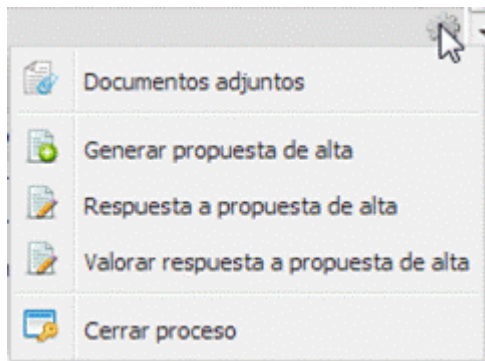 Documentos adjuntos
Generar propuesta de alta
Respuesta a propuesta de alta
Valorar respuesta a propuesta de alta
Cerrar proceso